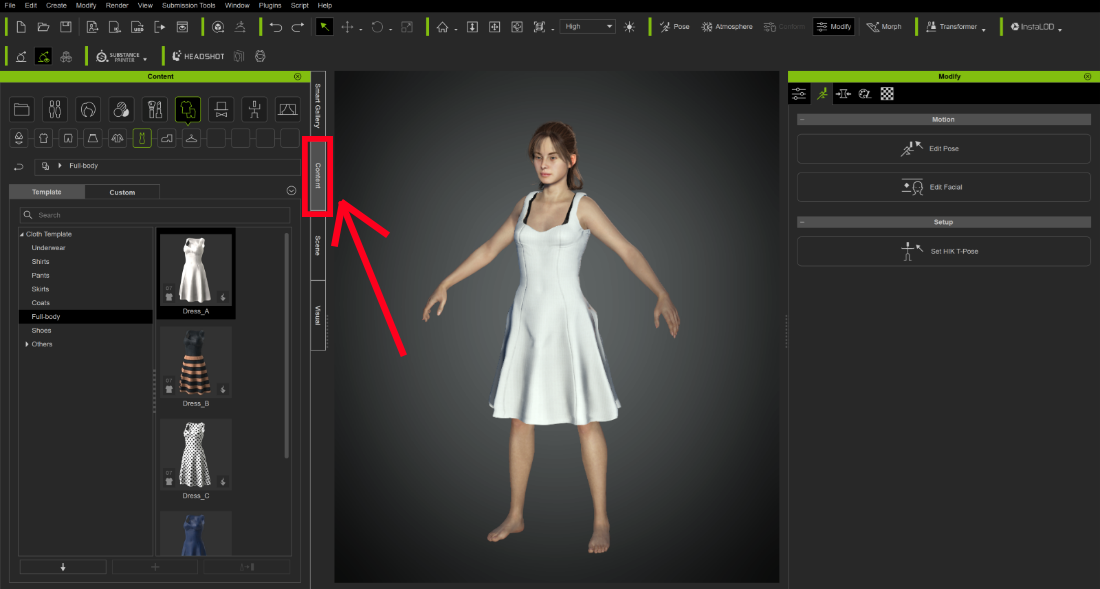 File Edit Create Modify Render View Submission Tools Window Plugins Script Help
High Pose Atmosphere Conform Modify Morph Transformer InstaLOD
SUBSTANCE PAINTER HEADSHOT
Content
Modify
Smart Gallery
Content
Scene
Visual
Full-body
Template Custom
Search
Cloth Template
Underwear
Shirts
Pants
Skirts
Coats
Full-body
Shoes
Others
Dress_A
Dress_B
Dress_C
Motion
Edit Pose
Edit Facial
Setup
Set HIK T-Pose